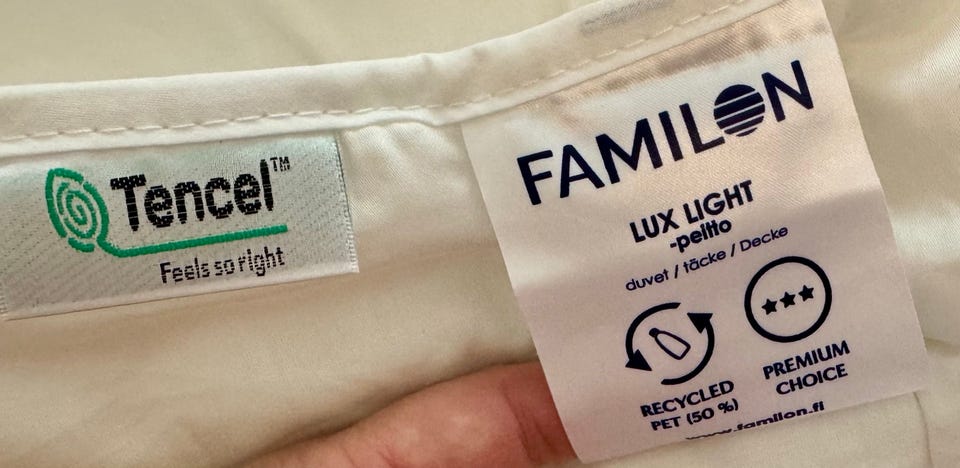 Tencel™
Feels so right
FAMILON
LUX LIGHT
-peitto
duvet / täcke / Decke
RECYCLED
PET (50 %)
PREMIUM
CHOICE
www.familon.fi